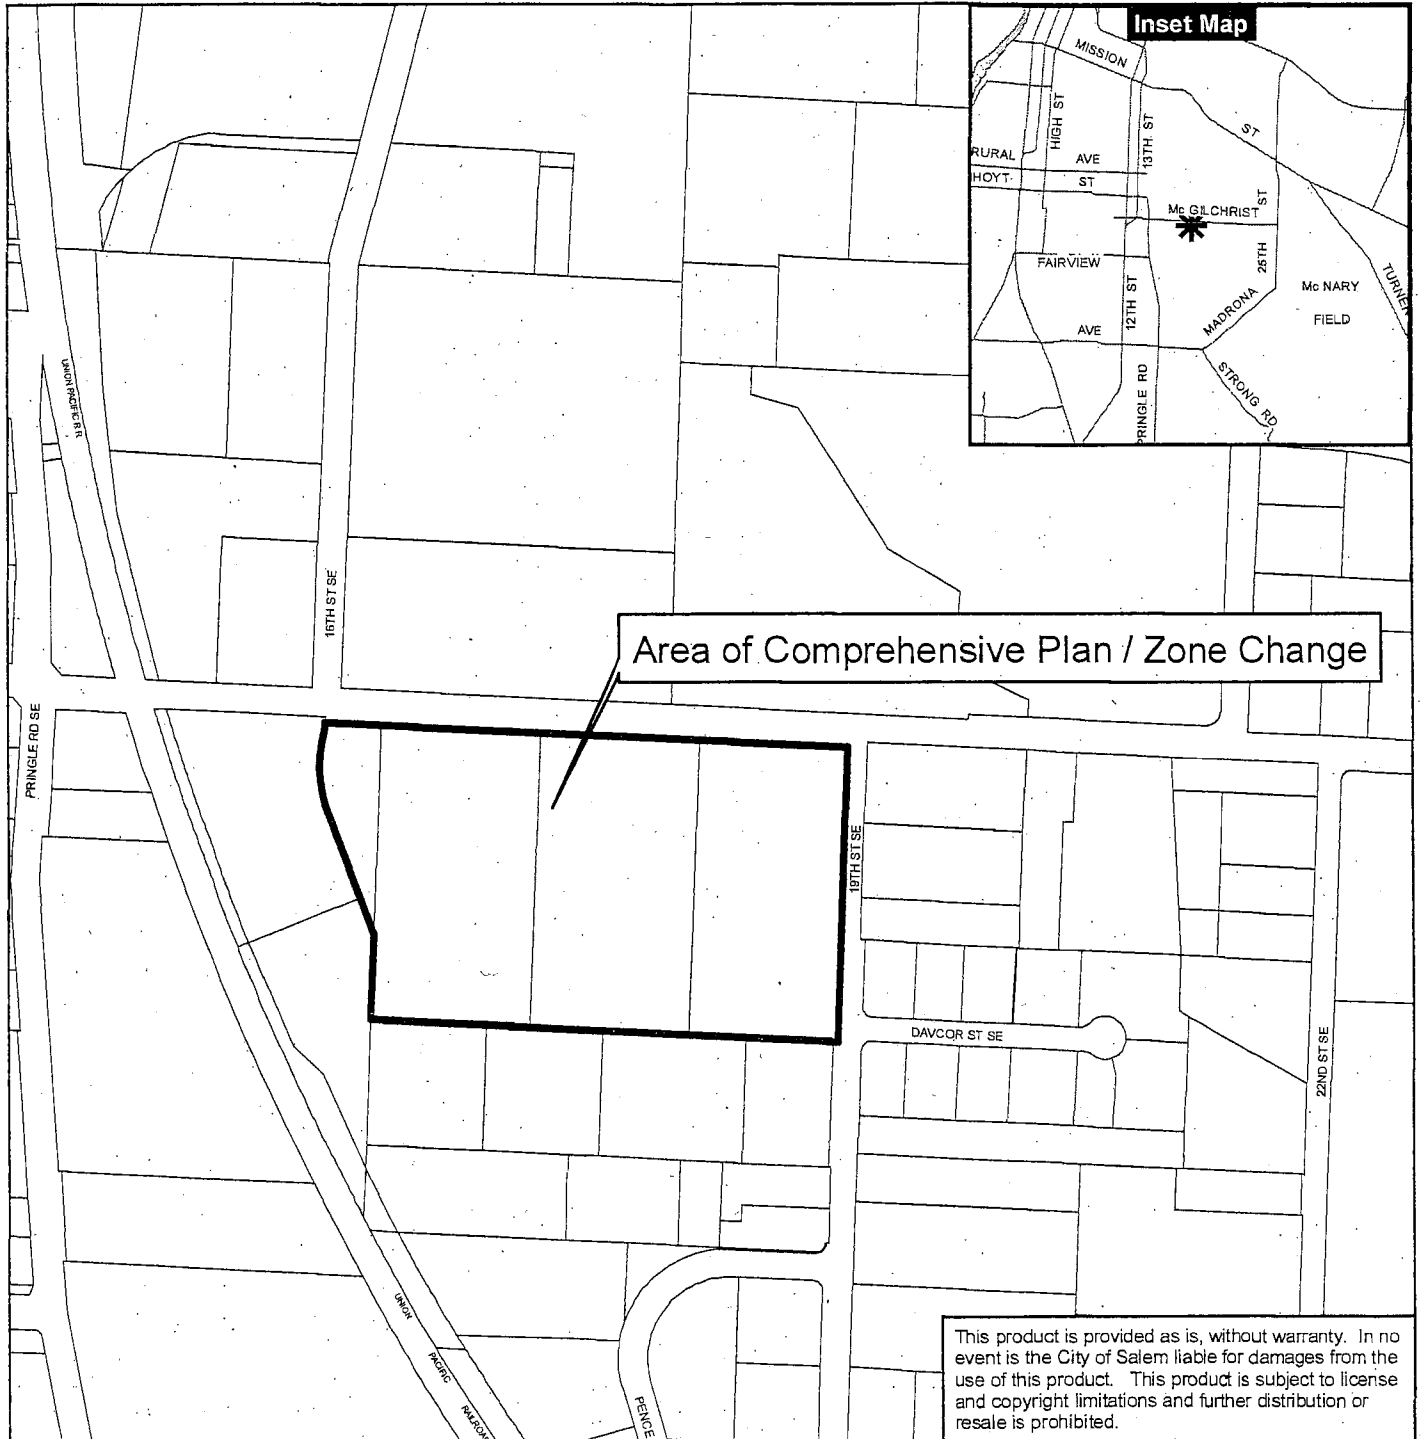 Inset Map
MISSION
ST
HIGH ST
13TH ST
RURAL AVE
HOYT ST
Mc GILCHRIST
25TH ST
FAIRVIEW
12TH ST
MADRONA
Mc NARY
FIELD
TURNER
AVE
STRONG RD
PRINGLE RD
UNION PACIFIC R R
16TH ST SE
Area of Comprehensive Plan / Zone Change
PRINGLE RD SE
19TH ST SE
DAVCOR ST SE
22ND ST SE
UNION
PACIFIC
PENCE
This product is provided as is, without warranty. In no
event is the City of Salem liable for damages from the
use of this product. This product is subject to license
and copyright limitations and further distribution or
resale is prohibited.